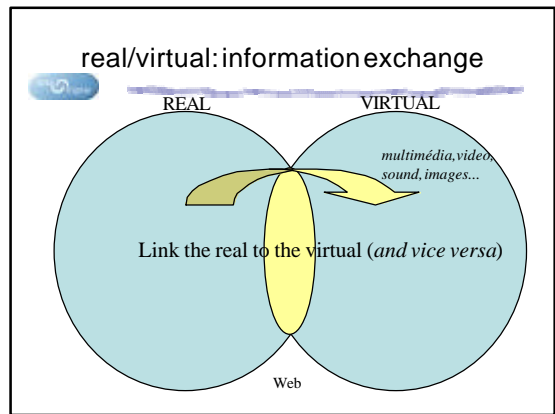 real/virtual: information exchange
REAL VIRTUAL
multimédia, video,
sound, images...
Link the real to the virtual (and vice versa)
Web